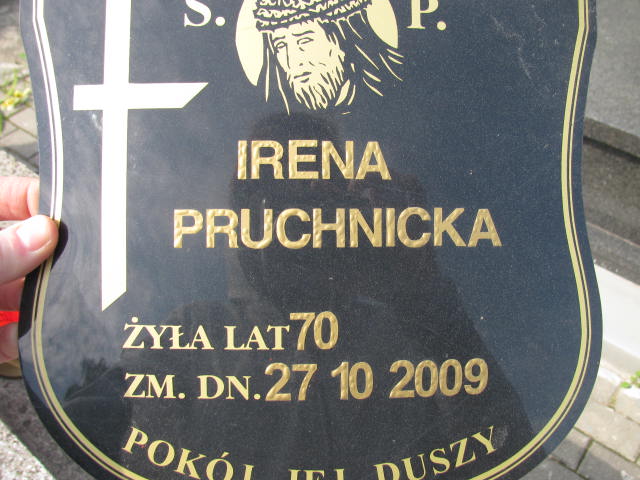 S. P.
IRENA
PRUCHNICKA
ŻYŁA LAT 70
ZM. DN. 27 10 2009
POKÓJ JEJ DUSZY